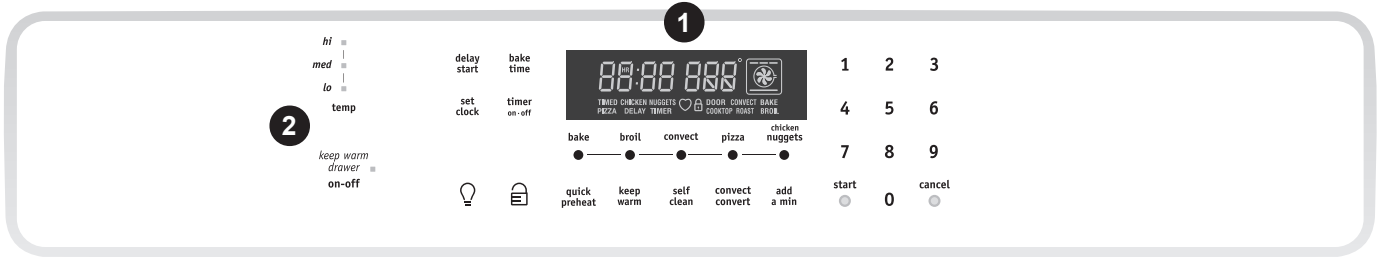 1
hi
med
lo
temp
2
keep warm
drawer
on-off
delay
start
bake
time
set
clock
timer
on·off
88:88 888°
HR
TIMED CHICKEN NUGGETS DOOR CONVECT BAKE
PIZZA DELAY TIMER COOKTOP ROAST BROIL
bake
broil
convect
pizza
chicken
nuggets
quick
preheat
keep
warm
self
clean
convect
convert
add
a min
1 2 3
4 5 6
7 8 9
start
0
cancel